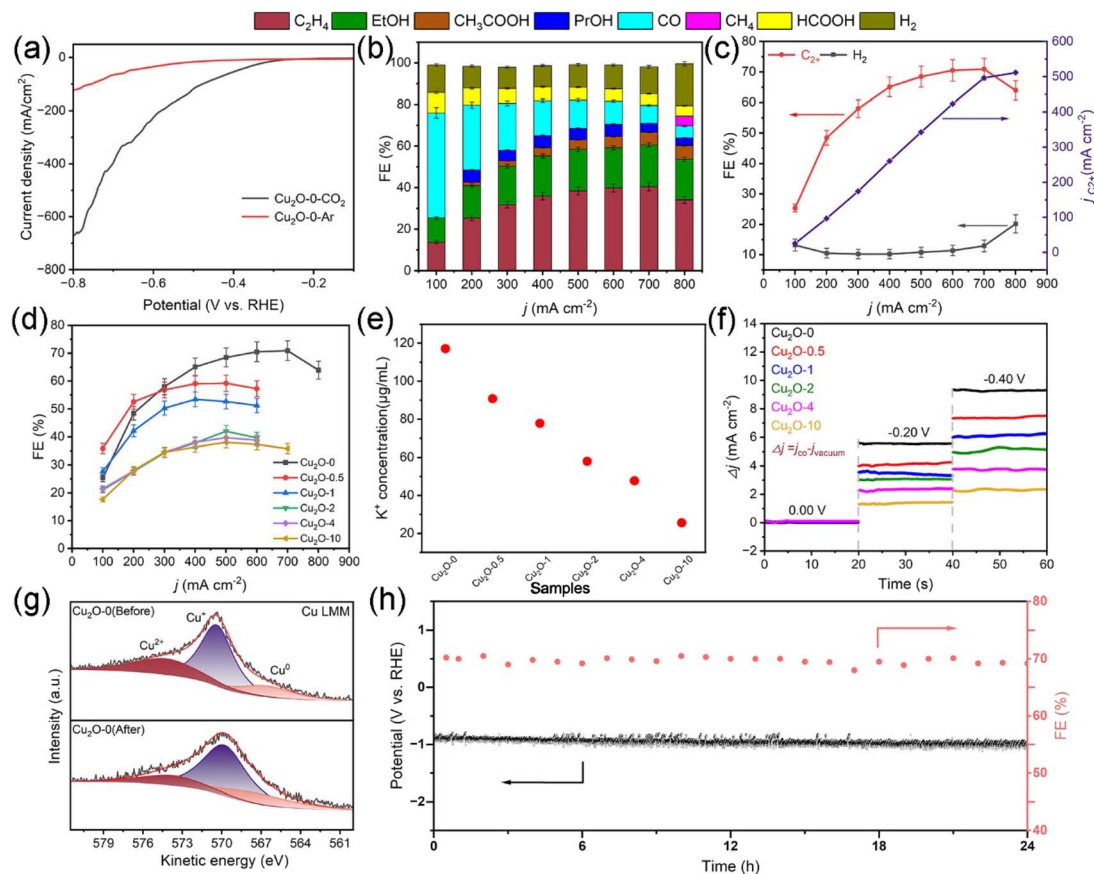 C₂H₄ EtOH CH₃COOH PrOH CO CH₄ HCOOH H₂
(a)
0
−200
−400
−600
−800
Current density (mA/cm²)
Cu₂O-0-CO₂
Cu₂O-0-Ar
−0.8 −0.6 −0.4 −0.2
Potential (V vs. RHE)
(b)
100
80
60
40
20
0
FE (%)
100 200 300 400 500 600 700 800
j (mA cm⁻²)
(c)
80
70
60
50
40
30
20
10
FE (%)
C₂₊ H₂
600
500
400
300
200
100
0
j C2+(mA cm⁻²)
0 100 200 300 400 500 600 700 800 900
j (mA cm⁻²)
(d)
80
70
60
50
40
30
20
10
0
FE (%)
Cu₂O-0
Cu₂O-0.5
Cu₂O-1
Cu₂O-2
Cu₂O-4
Cu₂O-10
0 100 200 300 400 500 600 700 800 900
j (mA cm⁻²)
(e)
120
100
80
60
40
20
K⁺ concentration(μg/mL)
Cu₂O-0 Cu₂O-0.5 Cu₂O-1 Cu₂O-2 Cu₂O-4 Cu₂O-10
Samples
(f)
14
12
10
8
6
4
2
0
−2
Δj (mA cm⁻²)
Cu₂O-0
Cu₂O-0.5
Cu₂O-1
Cu₂O-2
Cu₂O-4
Cu₂O-10
Δj =jco-jvacuum
0.00 V
-0.20 V
-0.40 V
0 10 20 30 40 50 60
Time (s)
(g)
Cu₂O-0(Before)
Cu LMM
Cu²⁺
Cu⁺
Cu⁰
Cu₂O-0(After)
Intensity (a.u.)
579 576 573 570 567 564 561
Kinetic energy (eV)
(h)
1
0
−1
−2
Potential (V vs. RHE)
80
70
60
50
40
FE (%)
0 6 12 18 24
Time (h)